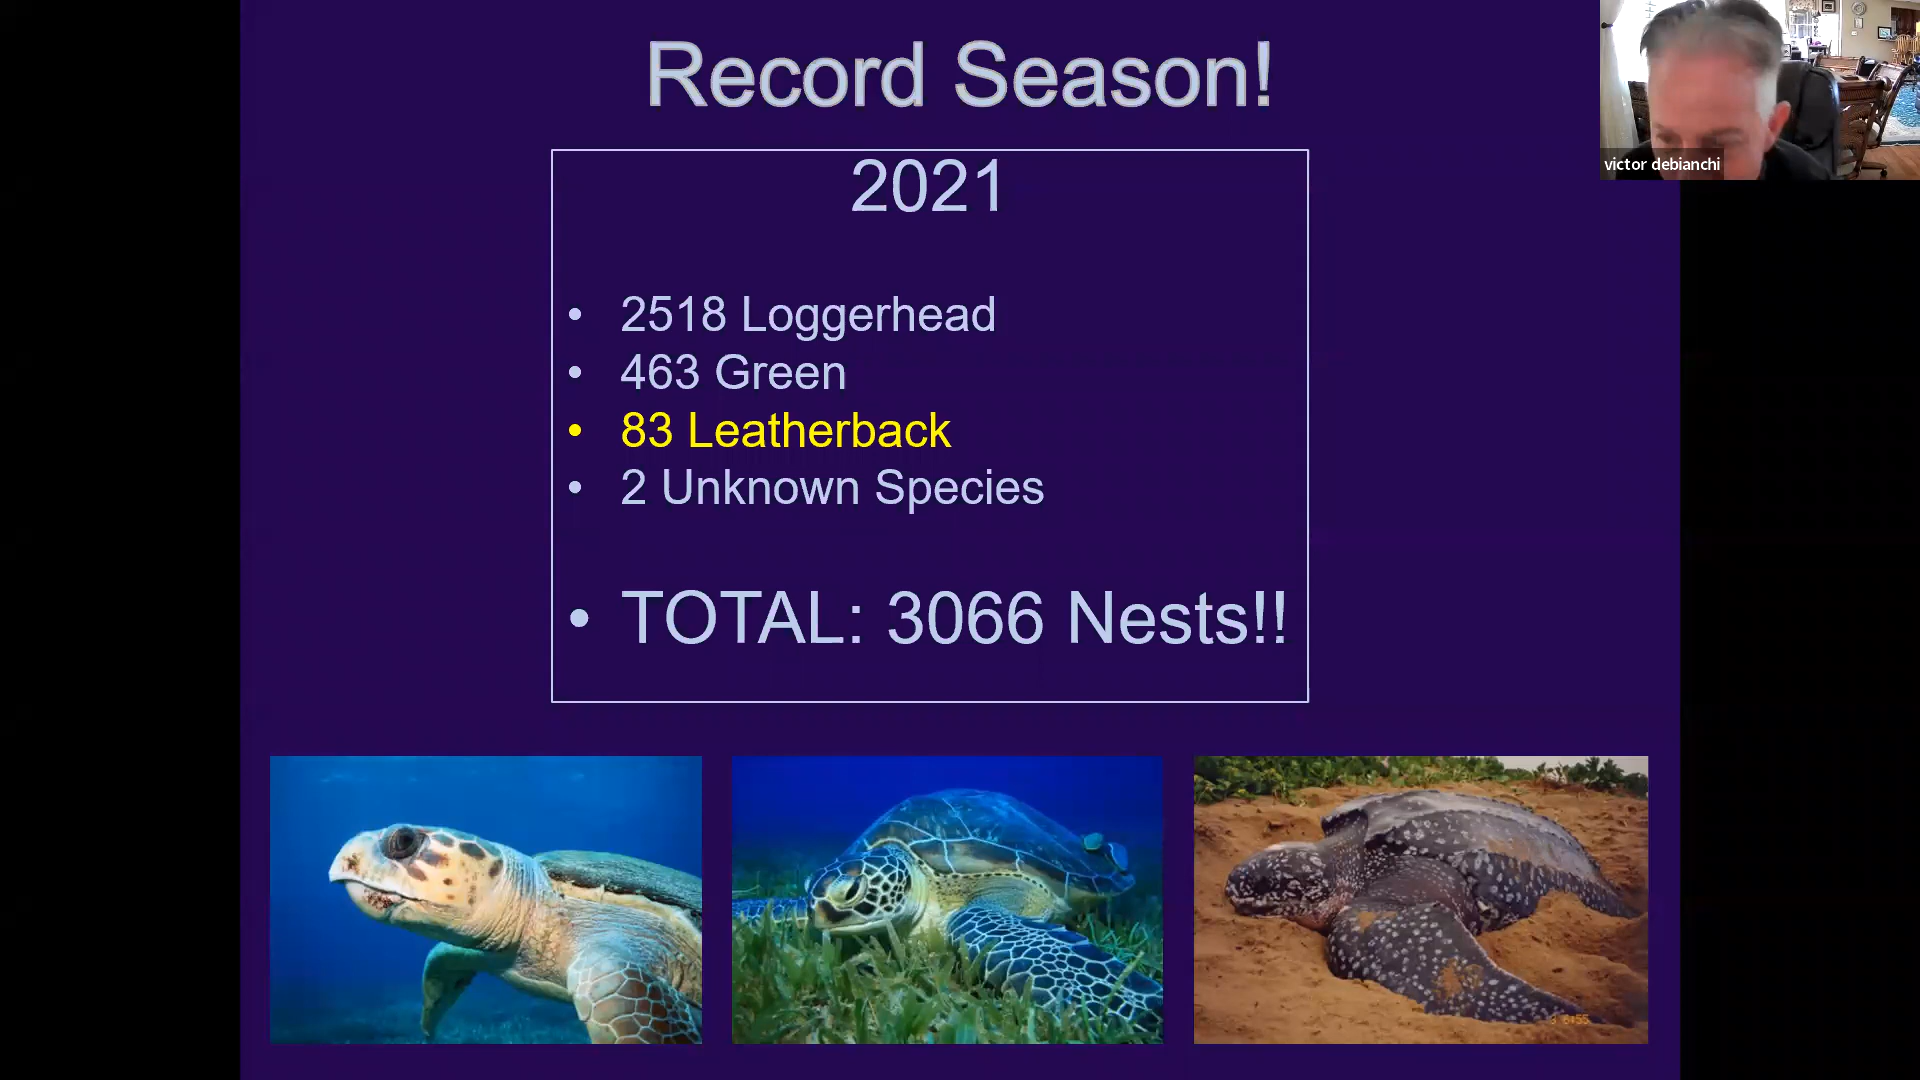 Record Season!
victor debianchi
2021
• 2518 Loggerhead
• 463 Green
• 83 Leatherback
• 2 Unknown Species
• TOTAL: 3066 Nests!!